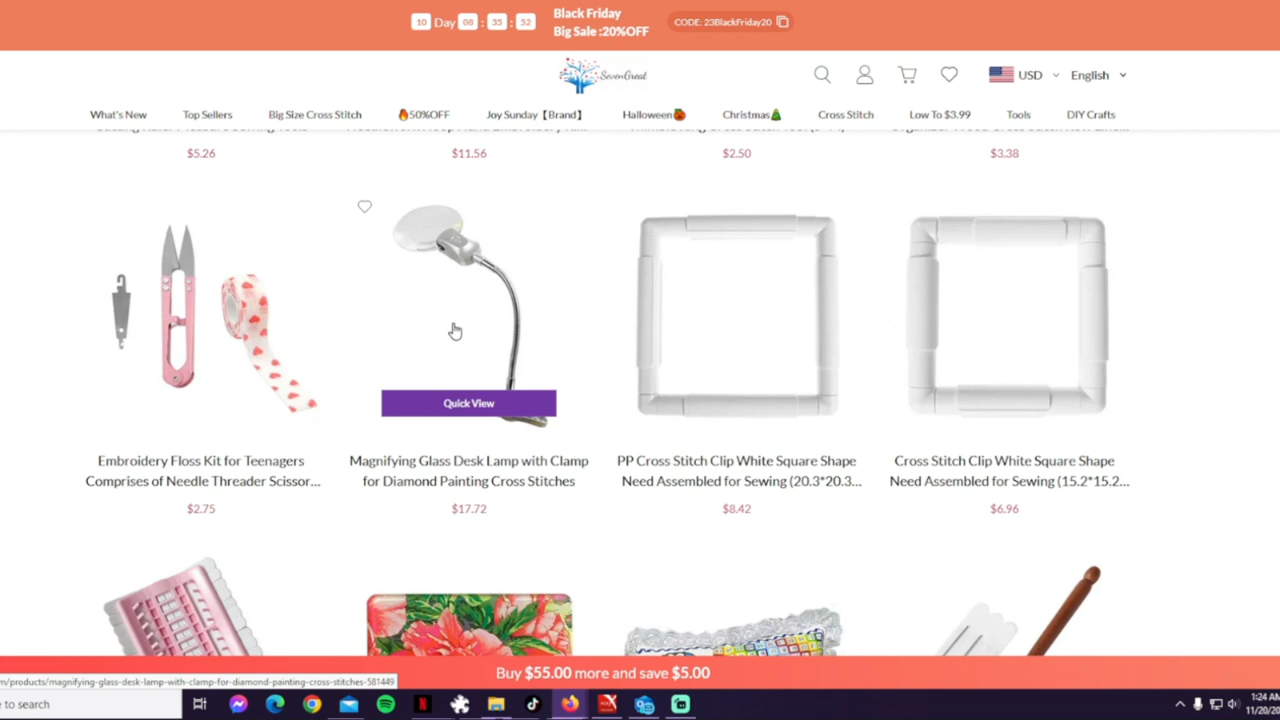 10 Day 08 : 35 : 52
Black Friday
Big Sale :20%OFF
CODE: 23BlackFriday20
SevenGreat
USD
English
What's New
Top Sellers
Big Size Cross Stitch
🔥50%OFF
Joy Sunday【Brand】
Halloween🎃
Christmas🎄
Cross Stitch
Low To $3.99
Tools
DIY Crafts
$5.26
$11.56
$2.50
$3.38
Quick View
Embroidery Floss Kit for Teenagers
Comprises of Needle Threader Scissor...
$2.75
Magnifying Glass Desk Lamp with Clamp
for Diamond Painting Cross Stitches
$17.72
PP Cross Stitch Clip White Square Shape
Need Assembled for Sewing (20.3*20.3...
$8.42
Cross Stitch Clip White Square Shape
Need Assembled for Sewing (15.2*15.2...
$6.96
Buy $55.00 more and save $5.00
m/products/magnifying-glass-desk-lamp-with-clamp-for-diamond-painting-cross-stitches-581449
e to search
1:24 AM
11/20/20